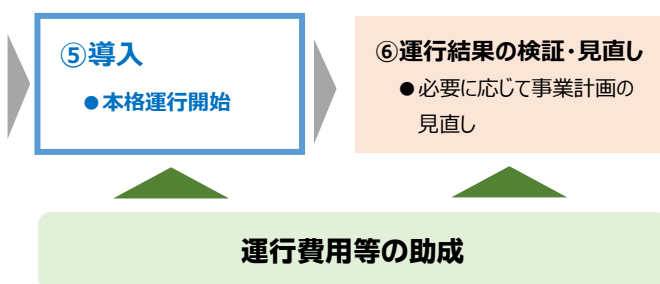 ⑤導入
●本格運行開始
⑥運行結果の検証・見直し
●必要に応じて事業計画の
見直し
運行費用等の助成